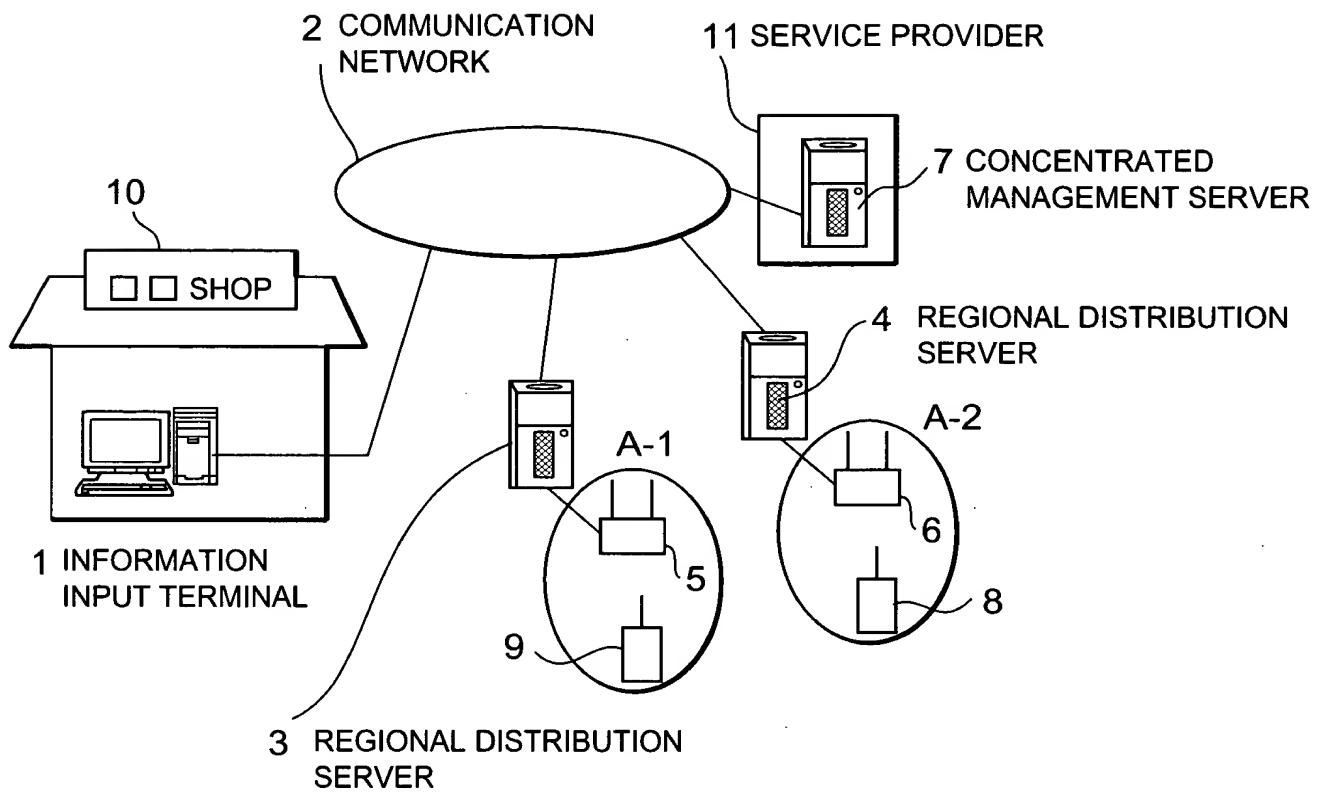 2 COMMUNICATION
NETWORK
11 SERVICE PROVIDER
7 CONCENTRATED
MANAGEMENT SERVER
10
SHOP
4 REGIONAL DISTRIBUTION
SERVER
A-1
A-2
6
5
8
9
1 INFORMATION
INPUT TERMINAL
3 REGIONAL DISTRIBUTION
SERVER